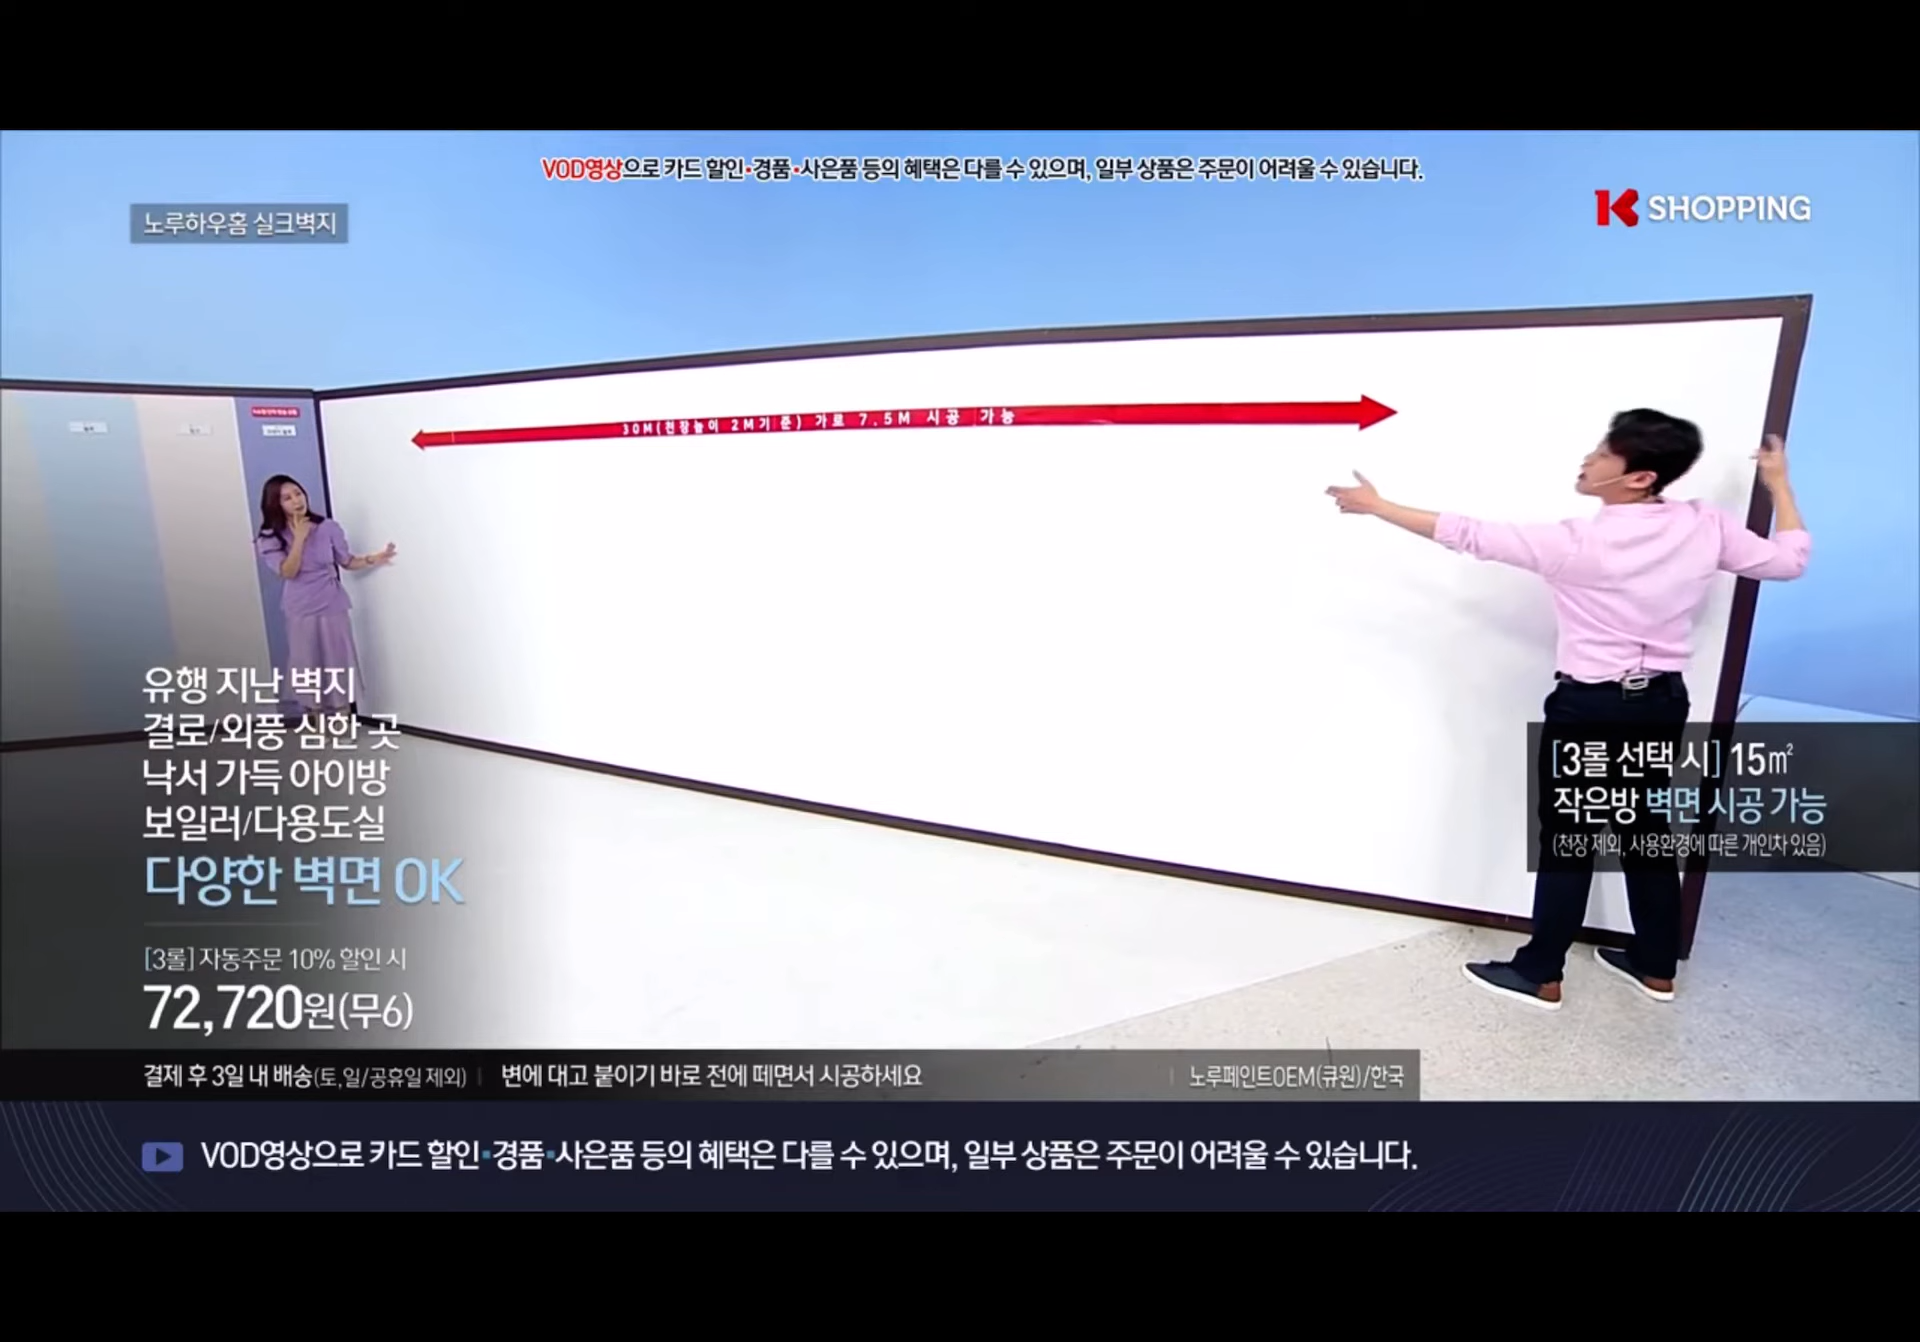 VOD영상으로 카드 할인•경품•사은품 등의 혜택은 다를 수 있으며, 일부 상품은 주문이 어려울 수 있습니다.
노루하우홈 실크벽지
K SHOPPING
30M(천장높이 2M기준) 가로 7.5M 시공 가능
유행 지난 벽지
결로/외풍 심한 곳
낙서 가득 아이방
보일러/다용도실
다양한 벽면 OK
[3롤 선택 시] 15㎡
작은방 벽면 시공 가능
(천장 제외, 사용환경에 따른 개인차 있음)
[3롤] 자동주문 10% 할인 시
72,720원(무6)
결제 후 3일 내 배송(토,일/공휴일 제외) | 변에 대고 붙이기 바로 전에 떼면서 시공하세요 | 노루페인트OEM(큐원)/한국
VOD영상으로 카드 할인•경품•사은품 등의 혜택은 다를 수 있으며, 일부 상품은 주문이 어려울 수 있습니다.